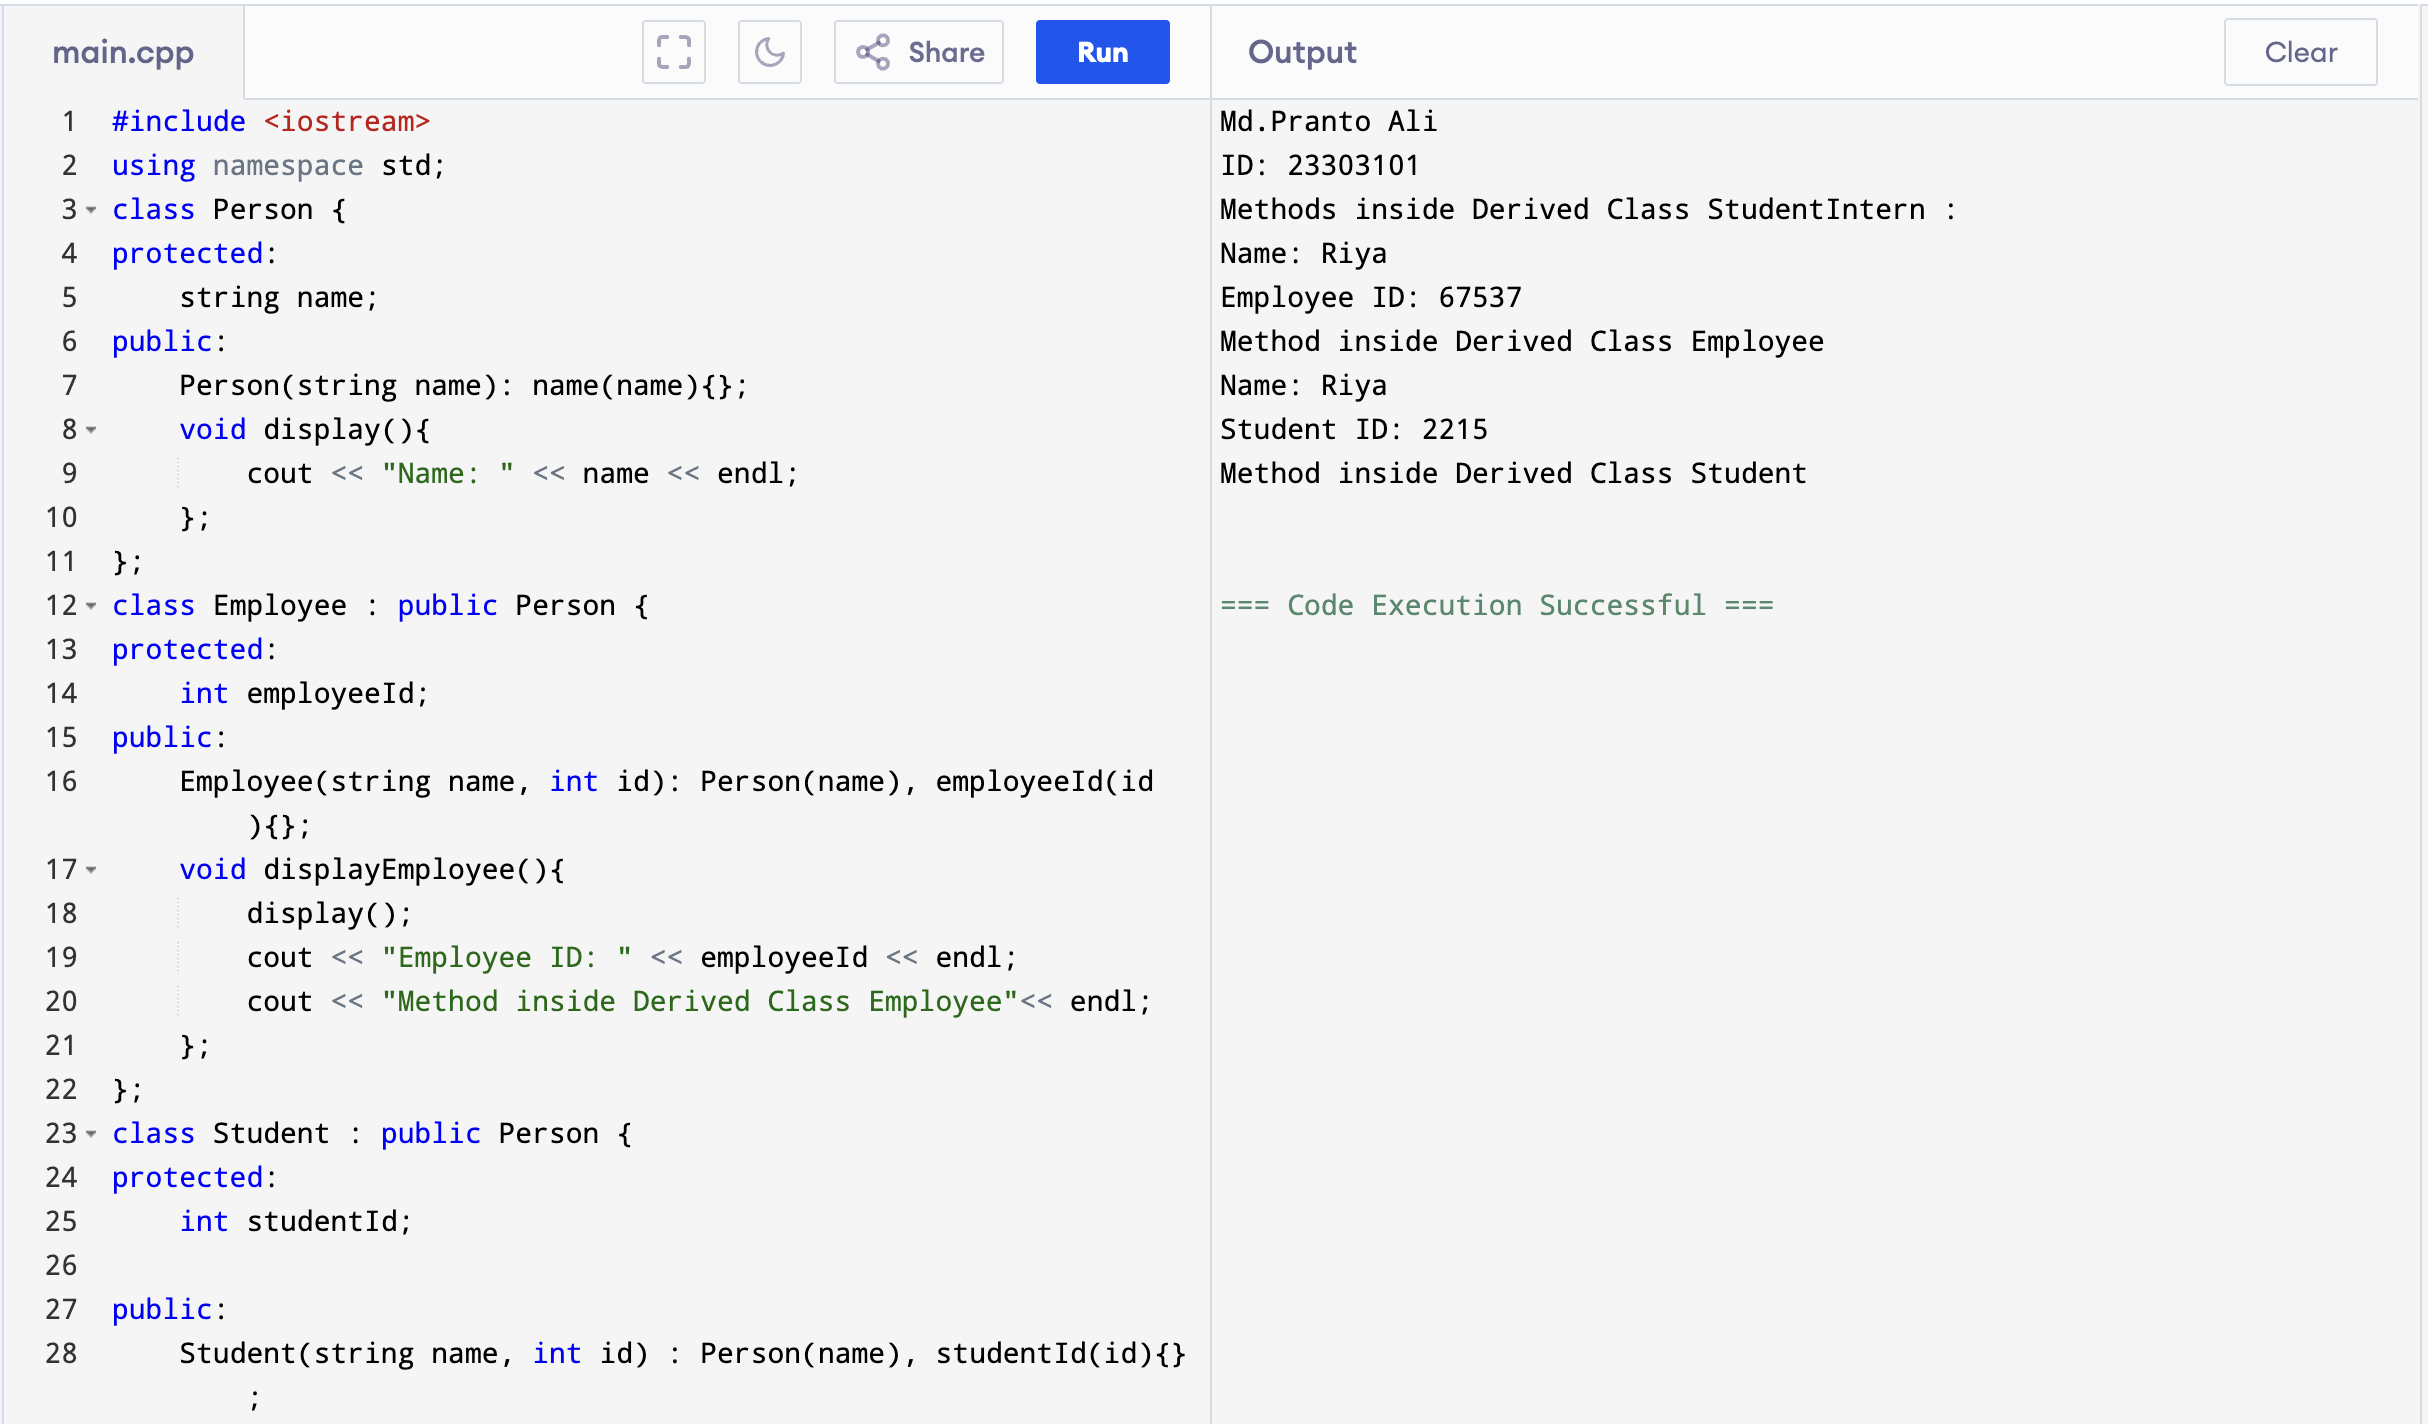 main.cpp
Share
Run
Output
Clear
1 #include <iostream>
2 using namespace std;
3 class Person {
4 protected:
5     string name;
6 public:
7     Person(string name): name(name){};
8     void display(){
9         cout << "Name: " << name << endl;
10     };
11 };
12 class Employee : public Person {
13 protected:
14     int employeeId;
15 public:
16     Employee(string name, int id): Person(name), employeeId(id
        ){};
17     void displayEmployee(){
18         display();
19         cout << "Employee ID: " << employeeId << endl;
20         cout << "Method inside Derived Class Employee"<< endl;
21     };
22 };
23 class Student : public Person {
24 protected:
25     int studentId;
26
27 public:
28     Student(string name, int id) : Person(name), studentId(id){}
        ;
Md.Pranto Ali
ID: 23303101
Methods inside Derived Class StudentIntern :
Name: Riya
Employee ID: 67537
Method inside Derived Class Employee
Name: Riya
Student ID: 2215
Method inside Derived Class Student
=== Code Execution Successful ===